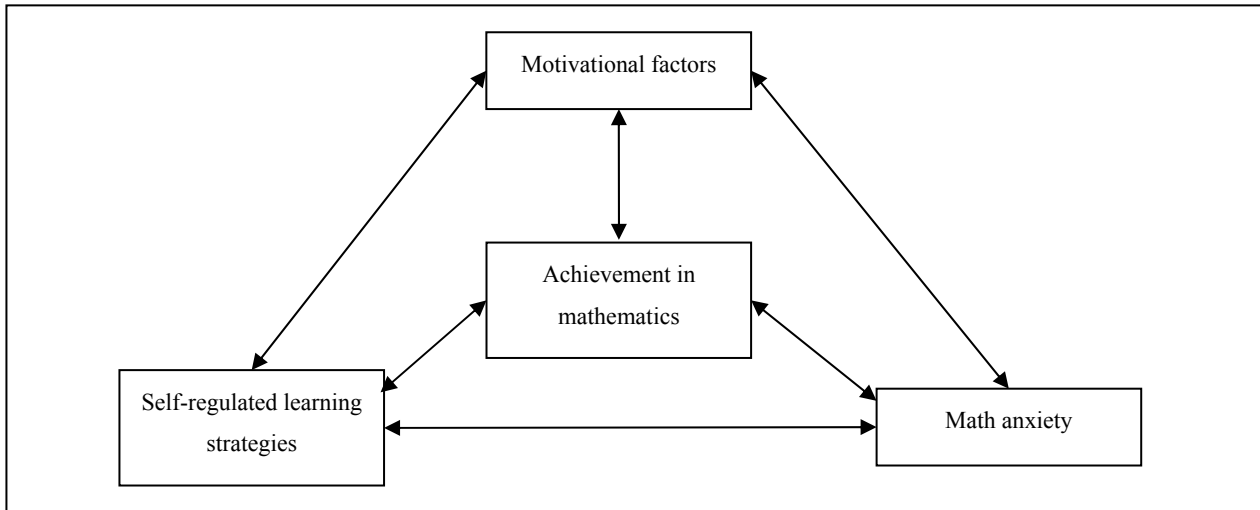 Motivational factors
Achievement in
mathematics
Self-regulated learning
strategies
Math anxiety